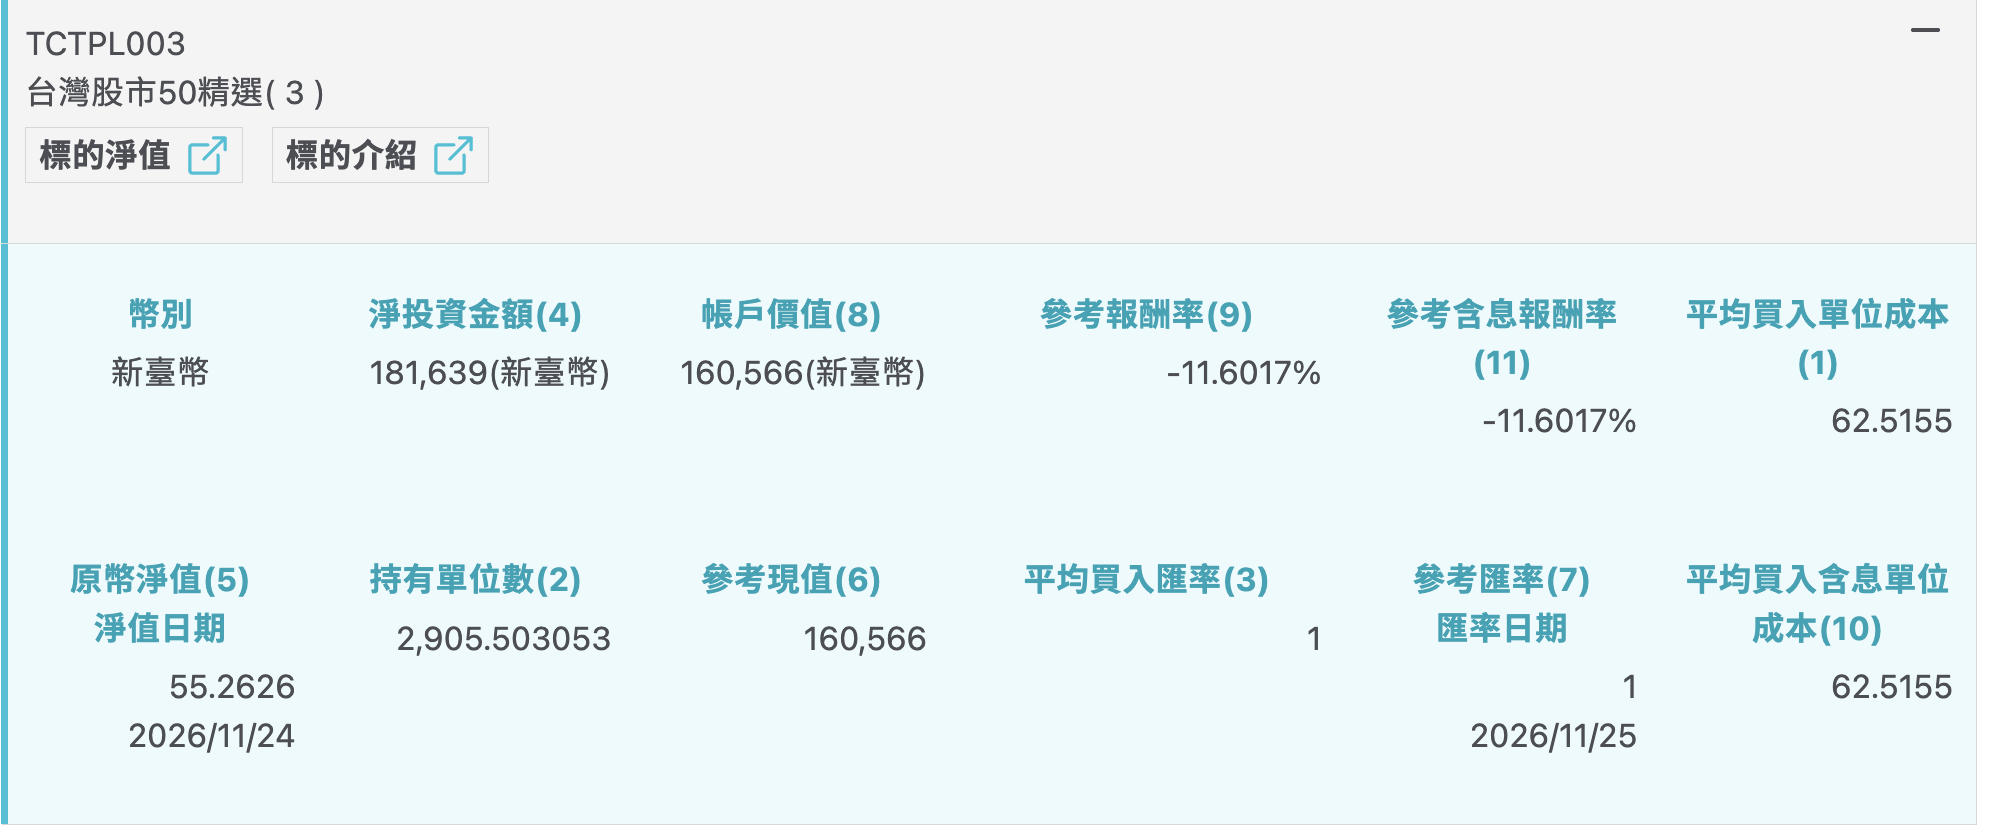 TCTPL003
台灣股市50精選( 3 )
標的淨值
標的介紹
幣別
新臺幣
淨投資金額(4)
181,639(新臺幣)
帳戶價值(8)
160,566(新臺幣)
參考報酬率(9)
-11.6017%
參考含息報酬率
(11)
-11.6017%
平均買入單位成本
(1)
62.5155
原幣淨值(5)
淨值日期
55.2626
2026/11/24
持有單位數(2)
2,905.503053
參考現值(6)
160,566
平均買入匯率(3)
1
參考匯率(7)
匯率日期
1
2026/11/25
平均買入含息單位
成本(10)
62.5155